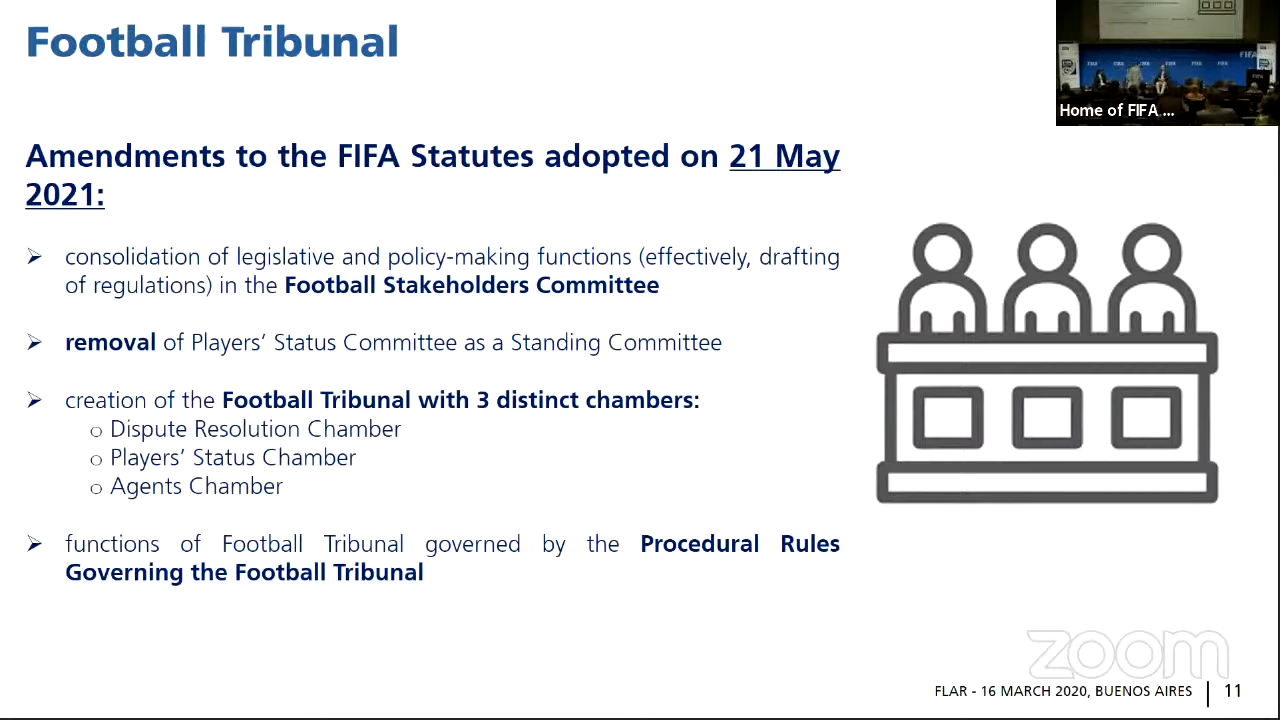 Football Tribunal
Home of FIFA ...
Amendments to the FIFA Statutes adopted on 21 May
2021:
➢ consolidation of legislative and policy-making functions (effectively, drafting
of regulations) in the Football Stakeholders Committee
➢ removal of Players’ Status Committee as a Standing Committee
➢ creation of the Football Tribunal with 3 distinct chambers:
o Dispute Resolution Chamber
o Players’ Status Chamber
o Agents Chamber
➢ functions of Football Tribunal governed by the Procedural Rules
Governing the Football Tribunal
zoom
FLAR - 16 MARCH 2020, BUENOS AIRES | 11